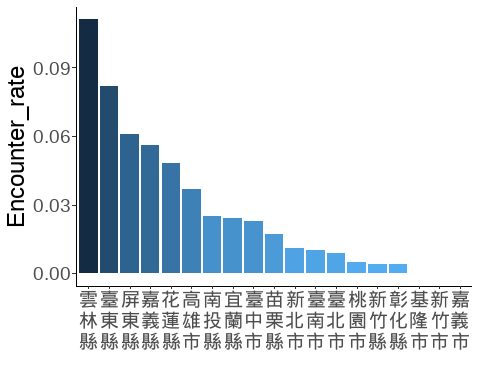 Encounter_rate
0.09
0.06
0.03
0.00
雲林縣
臺東縣
屏東縣
嘉義縣
花蓮縣
高雄市
南投縣
宜蘭縣
臺中市
苗栗縣
新北市
臺南市
臺北市
桃園市
新竹縣
彰化縣
基隆市
新竹市
嘉義市